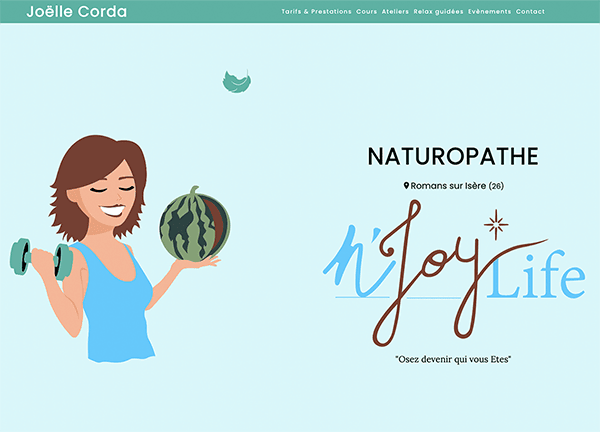 Joëlle Corda
Tarifs & Prestations Cours Ateliers Relax guidées Evénements Contact
NATUROPATHE
Romans sur Isère (26)
n'Joy Life
"Osez devenir qui vous Etes"